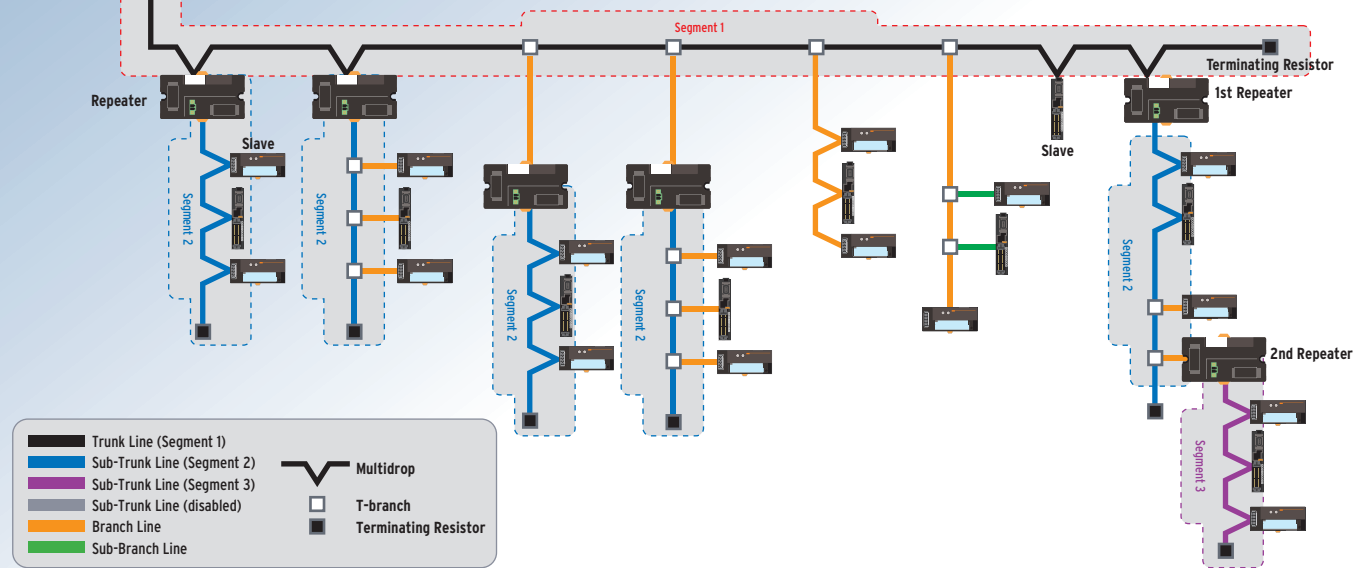 Segment 1
Terminating Resistor
Repeater
1st Repeater
Slave
Slave
Segment 2
Segment 2
Segment 2
Segment 2
Segment 2
2nd Repeater
Segment 3
Trunk Line (Segment 1)
Sub-Trunk Line (Segment 2)
Sub-Trunk Line (Segment 3)
Sub-Trunk Line (disabled)
Branch Line
Sub-Branch Line
Multidrop
T-branch
Terminating Resistor